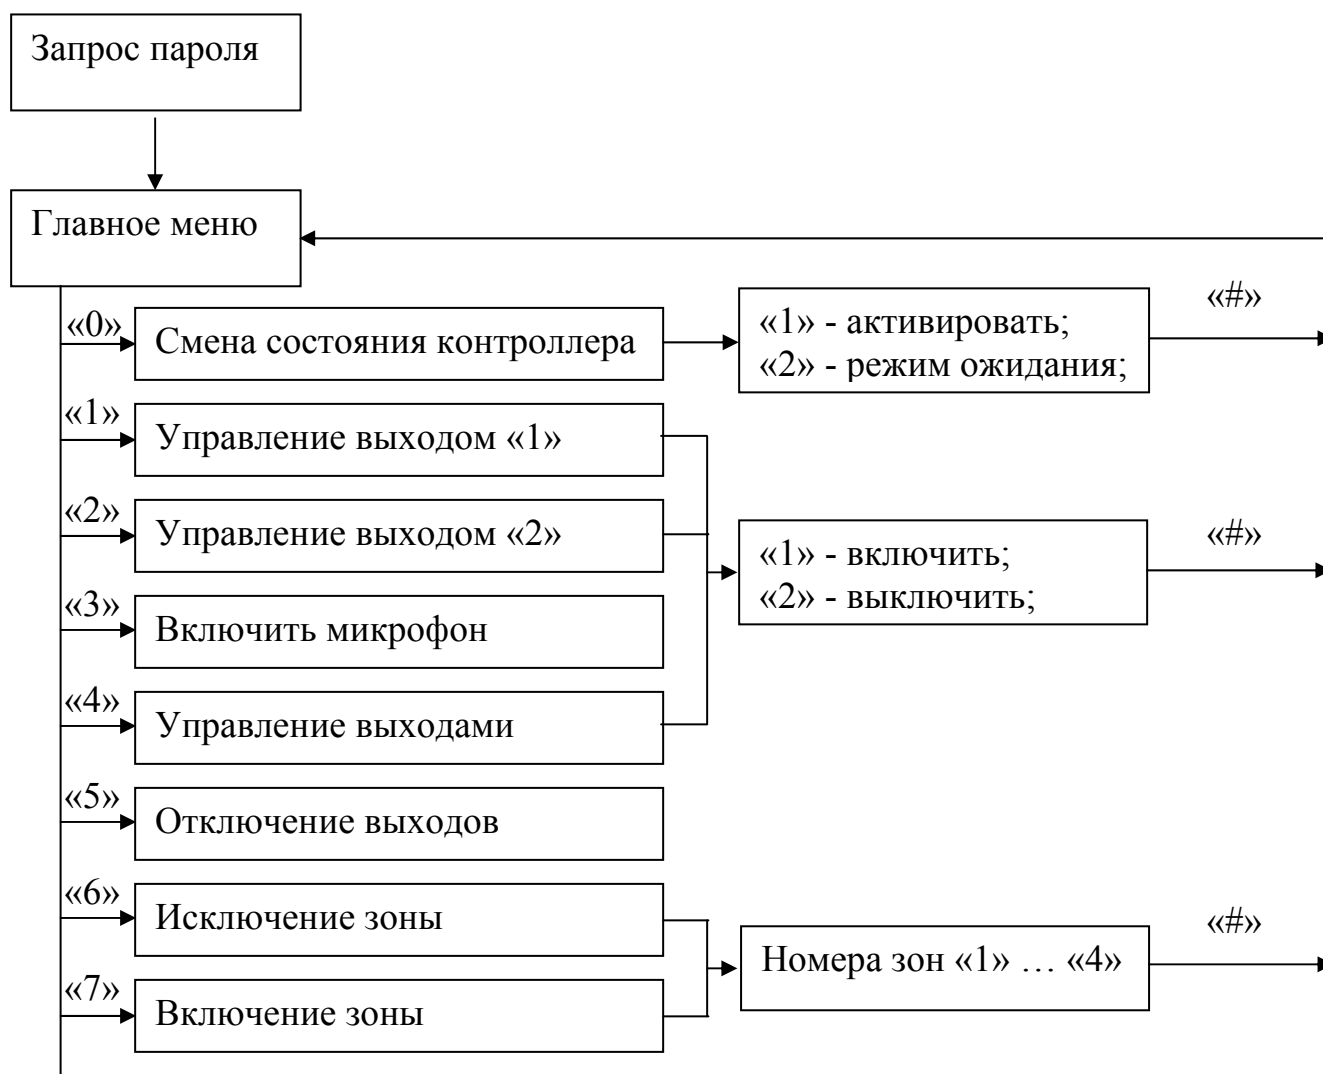 Запрос пароля
Главное меню
«0»
Смена состояния контроллера
«1» - активировать;
«2» - режим ожидания;
«#»
«1»
Управление выходом «1»
«2»
Управление выходом «2»
«1» - включить;
«2» - выключить;
«#»
«3»
Включить микрофон
«4»
Управление выходами
«5»
Отключение выходов
«6»
Исключение зоны
Номера зон «1» … «4»
«#»
«7»
Включение зоны